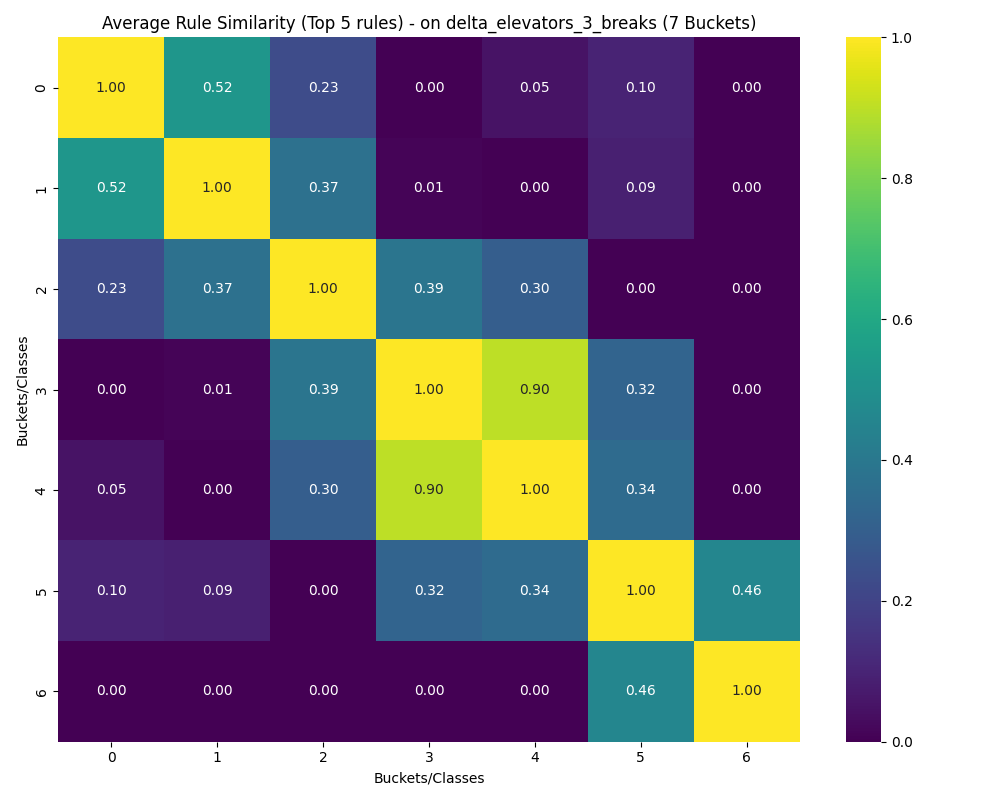 Average Rule Similarity (Top 5 rules) - on delta_elevators_3_breaks (7 Buckets)
Buckets/Classes
0 1.00 0.52 0.23 0.00 0.05 0.10 0.00
1 0.52 1.00 0.37 0.01 0.00 0.09 0.00
2 0.23 0.37 1.00 0.39 0.30 0.00 0.00
3 0.00 0.01 0.39 1.00 0.90 0.32 0.00
4 0.05 0.00 0.30 0.90 1.00 0.34 0.00
5 0.10 0.09 0.00 0.32 0.34 1.00 0.46
6 0.00 0.00 0.00 0.00 0.00 0.46 1.00
0 1 2 3 4 5 6
Buckets/Classes
1.0
0.8
0.6
0.4
0.2
0.0